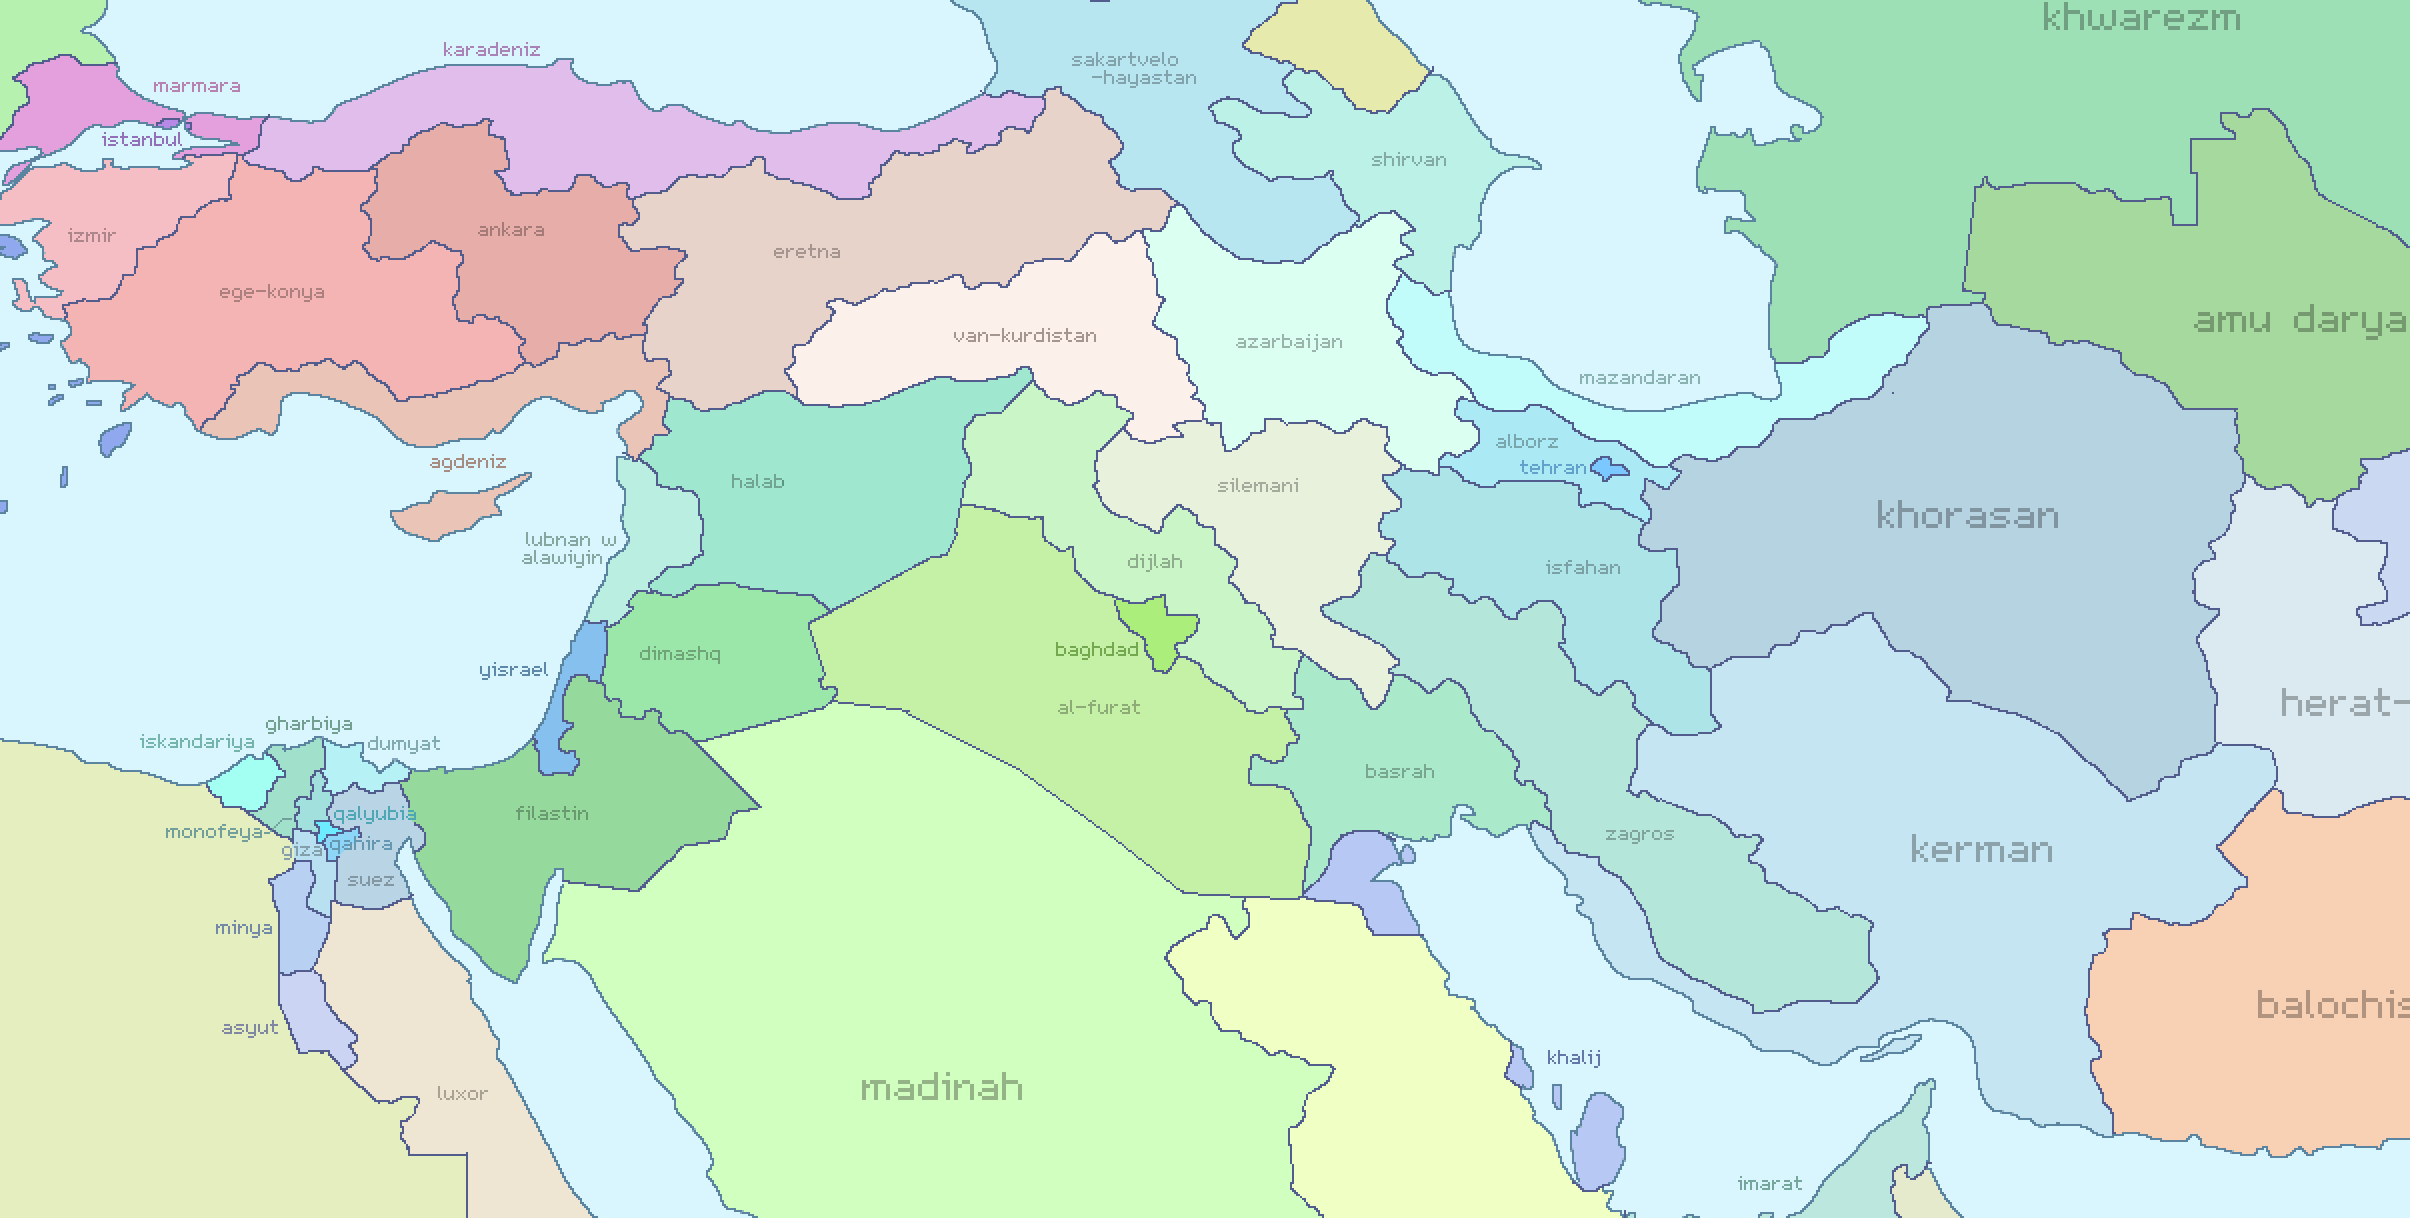 khwarezm
karadeniz
sakartvelo
-hayastan
marmara
istanbul
shirvan
izmir
ankara
eretna
ege-konya
amu darya
van-kurdistan
azarbaijan
mazandaran
alborz
tehran
agdeniz
halab
silemani
khorasan
lubnan w
alawiyin
dijlah
isfahan
baghdad
dimashq
yisrael
al-furat
herat-
gharbiya
iskandariya
dumyat
basrah
qalyubia
filastin
monofeya
giza
qahira
zagros
kerman
suez
minya
balochis
asyut
khalij
madinah
luxor
imarat